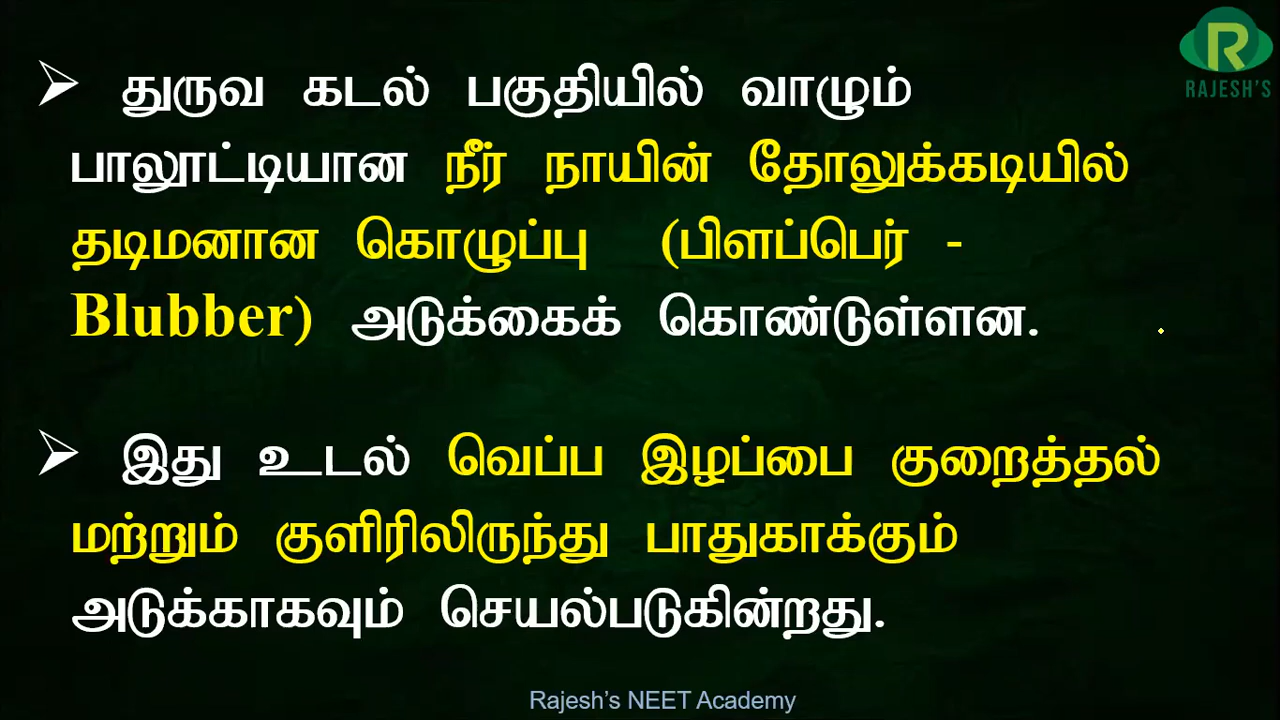 R
RAJESH'S
➢ துருவ கடல் பகுதியில் வாழும்
பாலூட்டியான நீர் நாயின் தோலுக்கடியில்
தடிமனான கொழுப்பு (பிளப்பெர் -
Blubber) அடுக்கைக் கொண்டுள்ளன.
➢ இது உடல் வெப்ப இழப்பை குறைத்தல்
மற்றும் குளிரிலிருந்து பாதுகாக்கும்
அடுக்காகவும் செயல்படுகின்றது.
Rajesh's NEET Academy